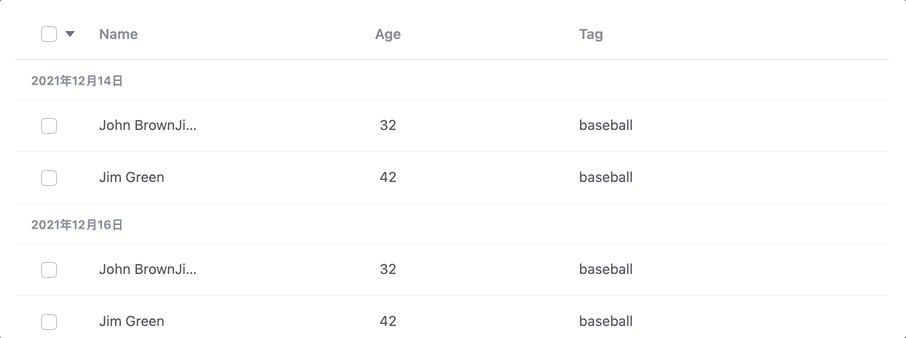 Name Age Tag
2021年12月14日
John BrownJi... 32 baseball
Jim Green 42 baseball
2021年12月16日
John BrownJi... 32 baseball
Jim Green 42 baseball